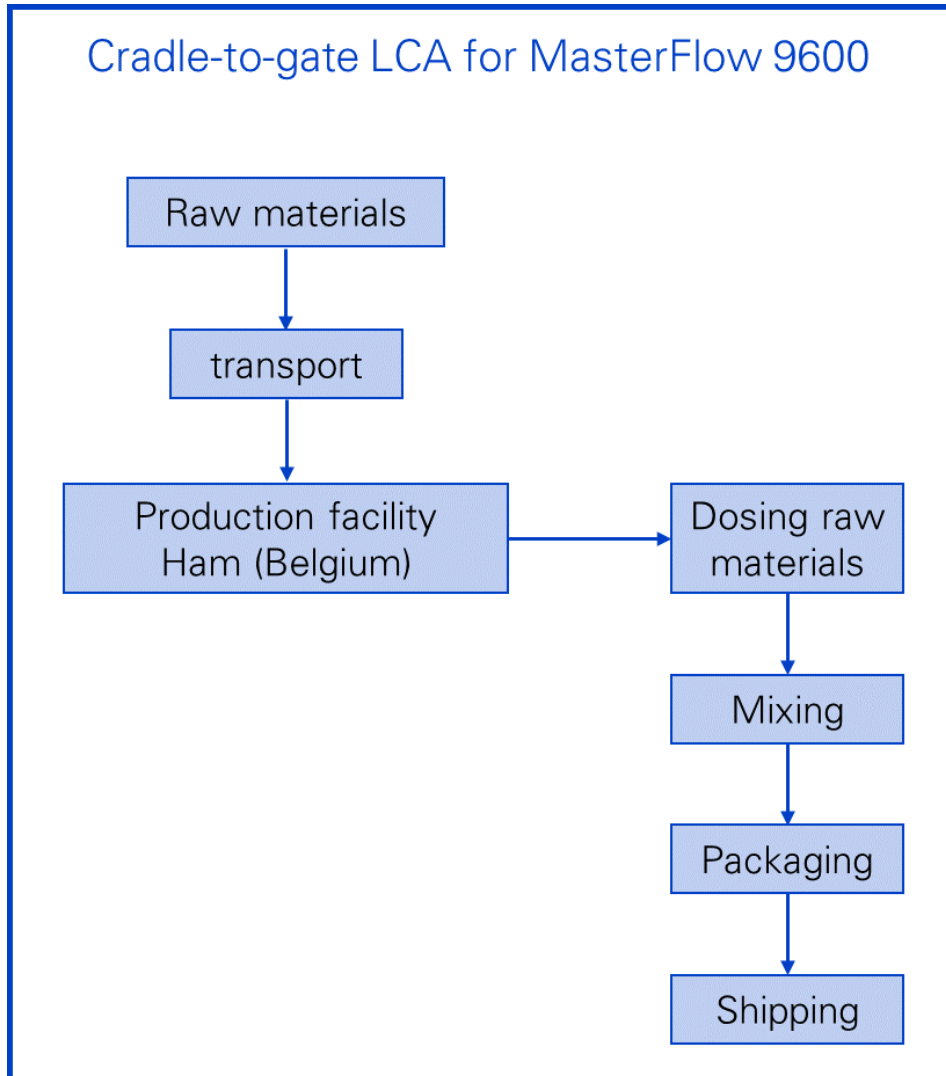 Cradle-to-gate LCA for MasterFlow 9600
Raw materials
transport
Production facility
Ham (Belgium)
Dosing raw
materials
Mixing
Packaging
Shipping